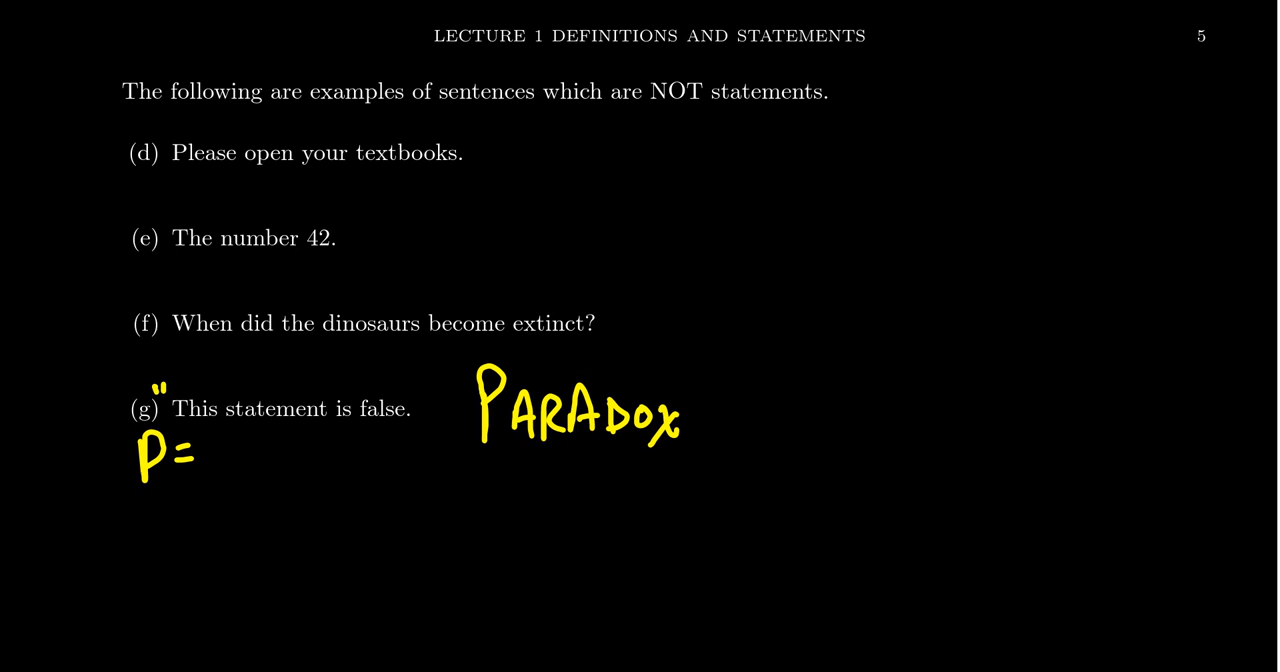 LECTURE 1 DEFINITIONS AND STATEMENTS 5
The following are examples of sentences which are NOT statements.
(d) Please open your textbooks.
(e) The number 42.
(f) When did the dinosaurs become extinct?
(g) "This statement is false. PARADOX
P=